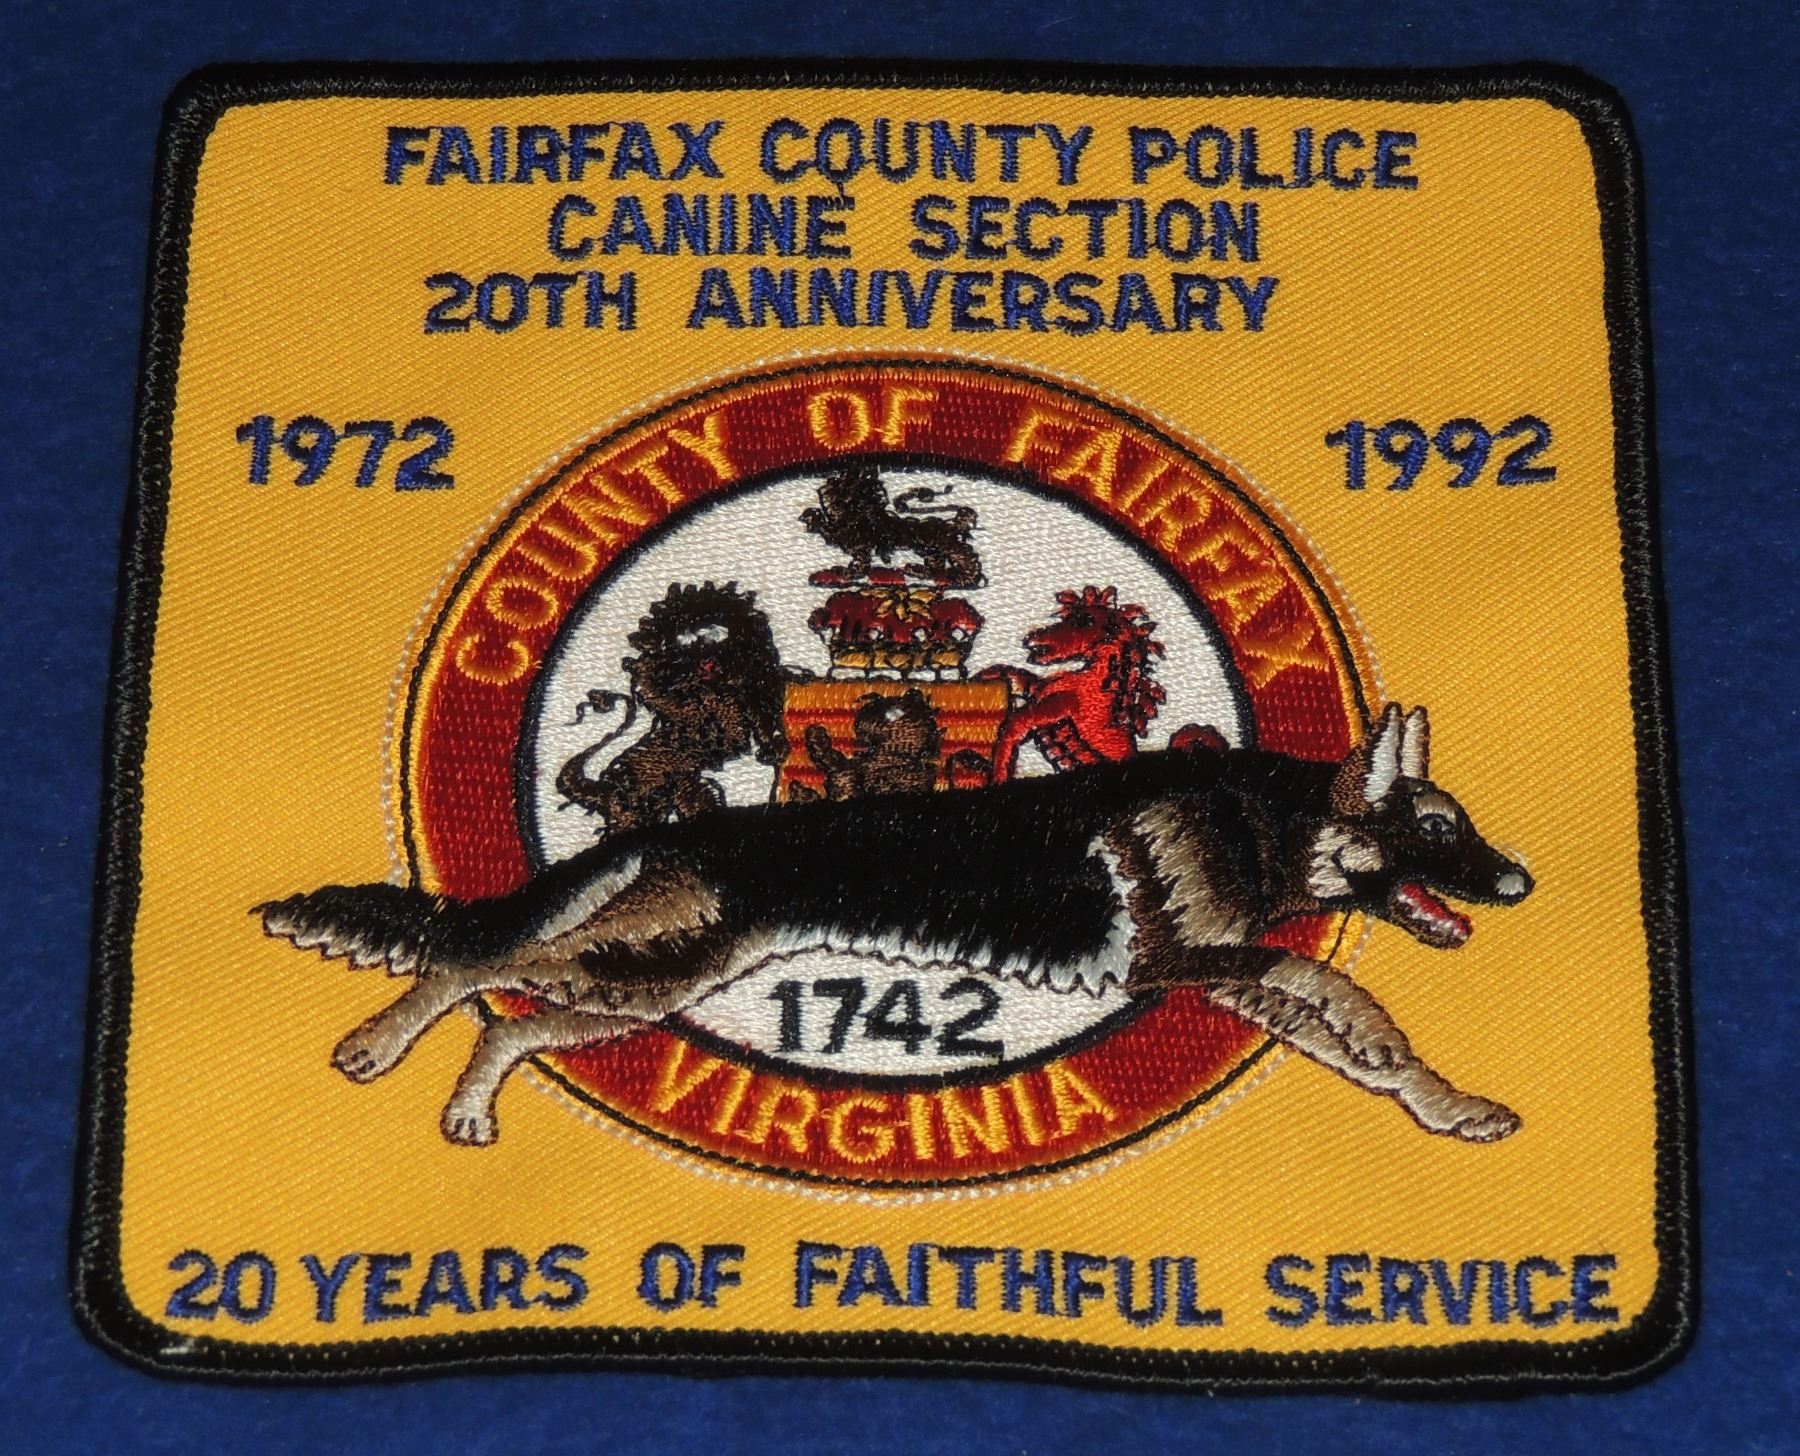 FAIRFAX COUNTY POLICE
CANINE SECTION
20TH ANNIVERSARY
1972
1992
COUNTY OF FAIRFAX
1742
VIRGINIA
20 YEARS OF FAITHFUL SERVICE